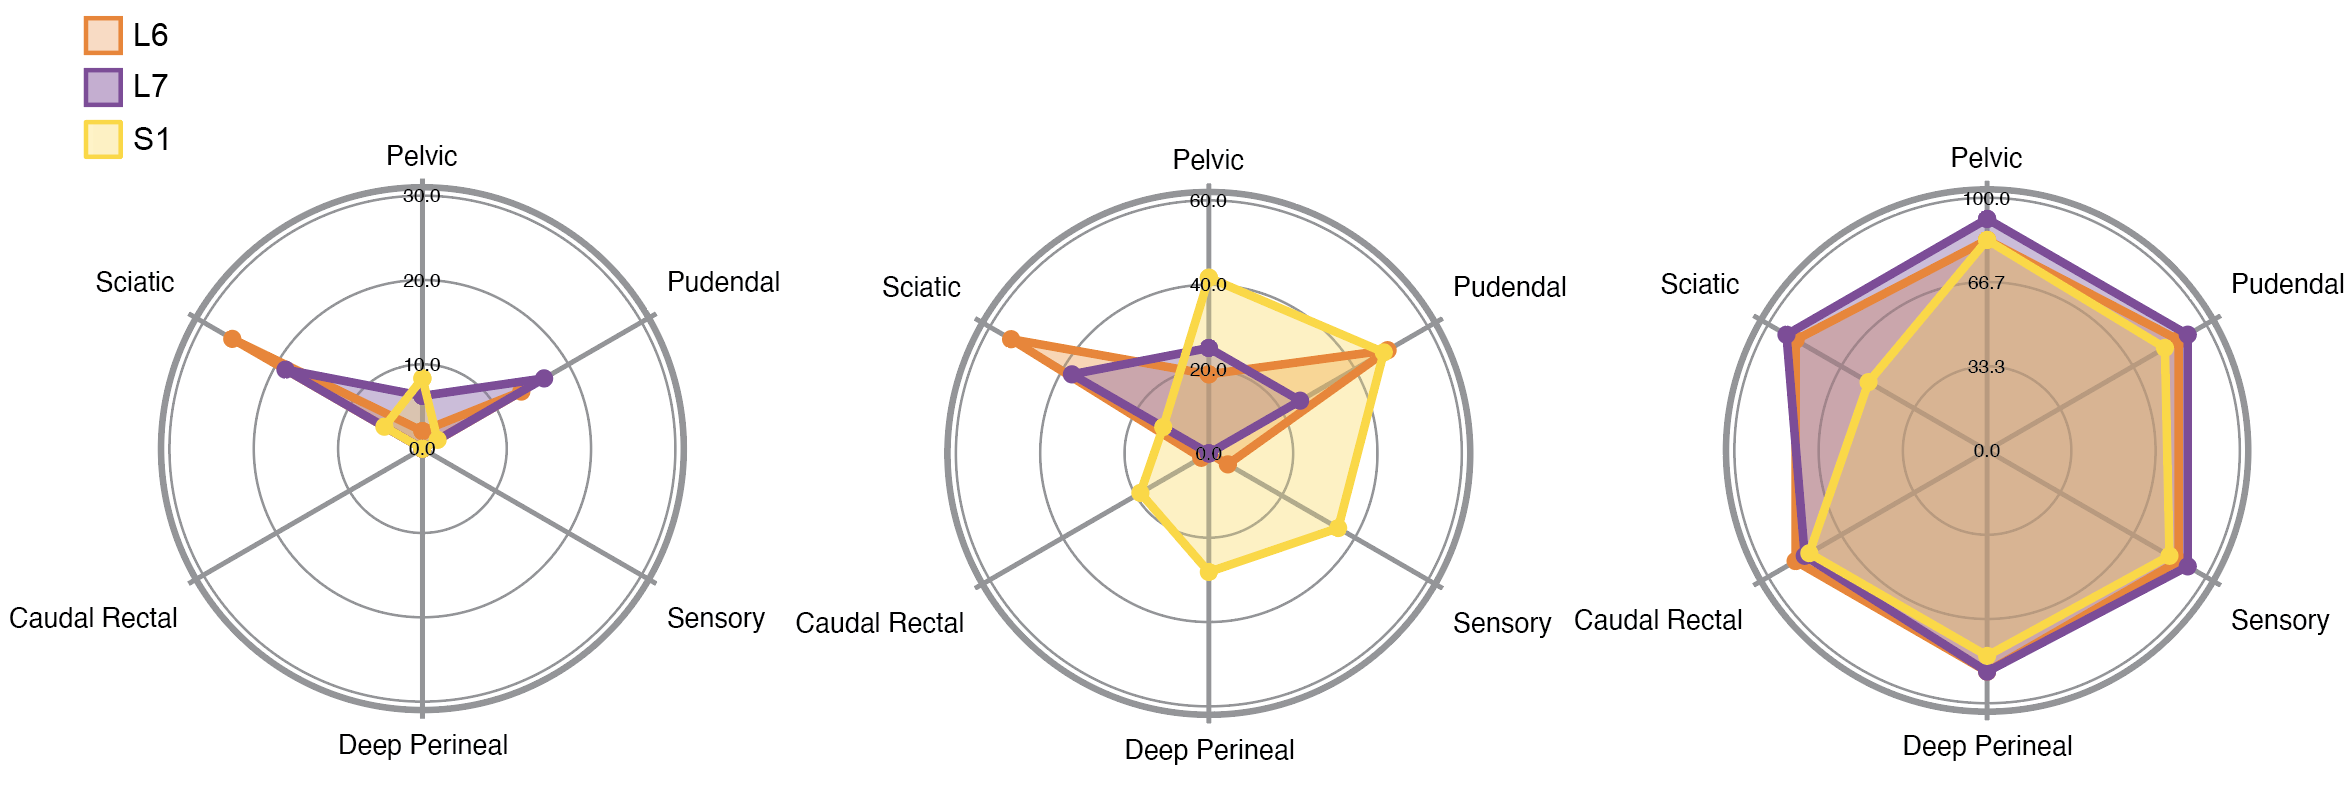 L6
L7
S1
Pelvic
30.0
20.0
10.0
0.0
Sciatic
Pudendal
Caudal Rectal
Sensory
Deep Perineal
Pelvic
60.0
40.0
20.0
0.0
Sciatic
Pudendal
Caudal Rectal
Sensory
Deep Perineal
Pelvic
100.0
66.7
33.3
0.0
Sciatic
Pudendal
Caudal Rectal
Sensory
Deep Perineal